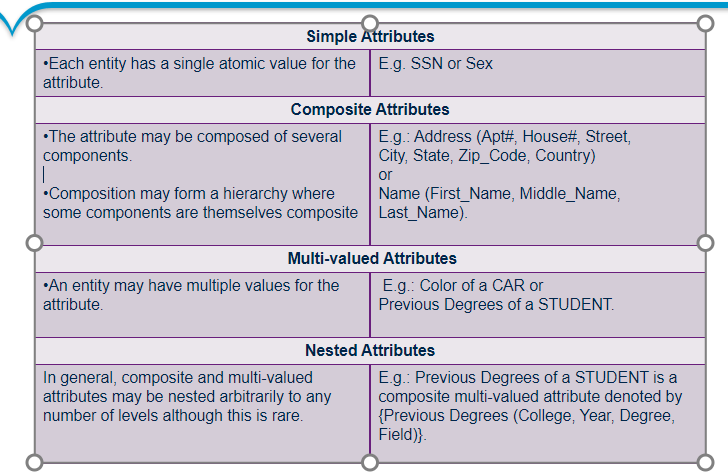 Simple Attributes
•Each entity has a single atomic value for the
attribute.
E.g. SSN or Sex
Composite Attributes
•The attribute may be composed of several
components.
•Composition may form a hierarchy where
some components are themselves composite
E.g.: Address (Apt#, House#, Street,
City, State, Zip_Code, Country)
or
Name (First_Name, Middle_Name,
Last_Name).
Multi-valued Attributes
•An entity may have multiple values for the
attribute.
E.g.: Color of a CAR or
Previous Degrees of a STUDENT.
Nested Attributes
In general, composite and multi-valued
attributes may be nested arbitrarily to any
number of levels although this is rare.
E.g.: Previous Degrees of a STUDENT is a
composite multi-valued attribute denoted by
{Previous Degrees (College, Year, Degree,
Field)}.